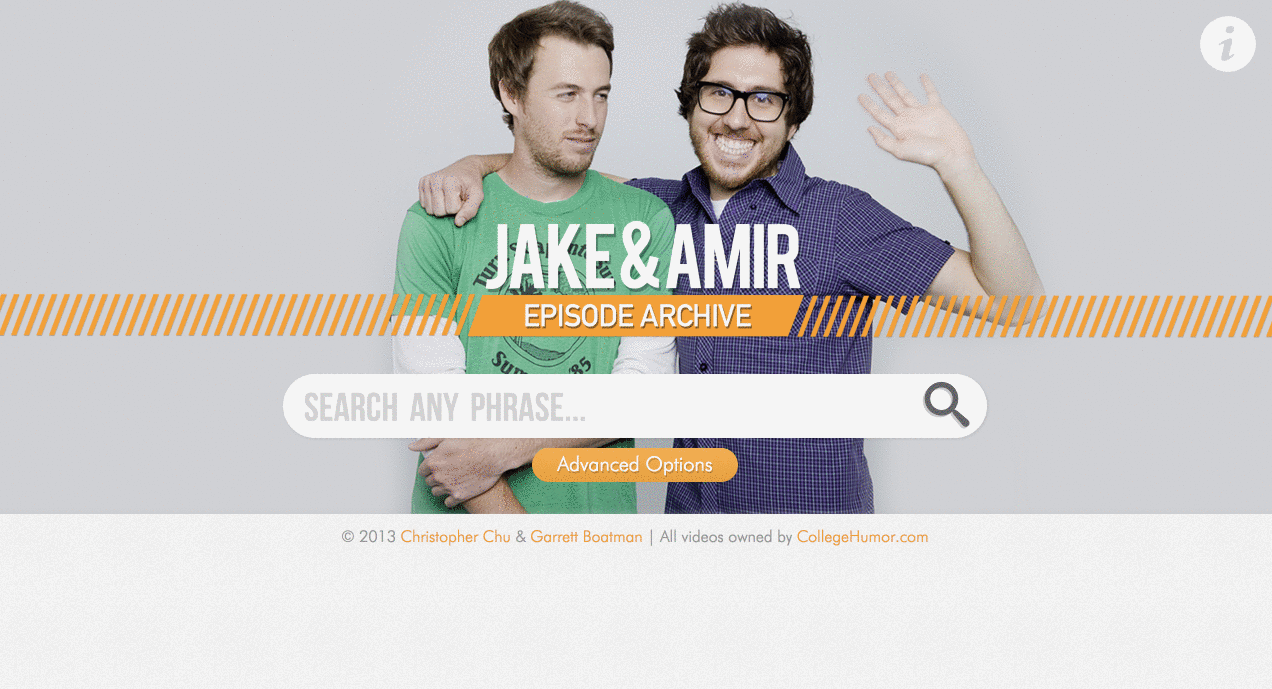 i
JAKE & AMIR
EPISODE ARCHIVE
SEARCH ANY PHRASE...
Advanced Options
© 2013 Christopher Chu & Garrett Boatman | All videos owned by CollegeHumor.com